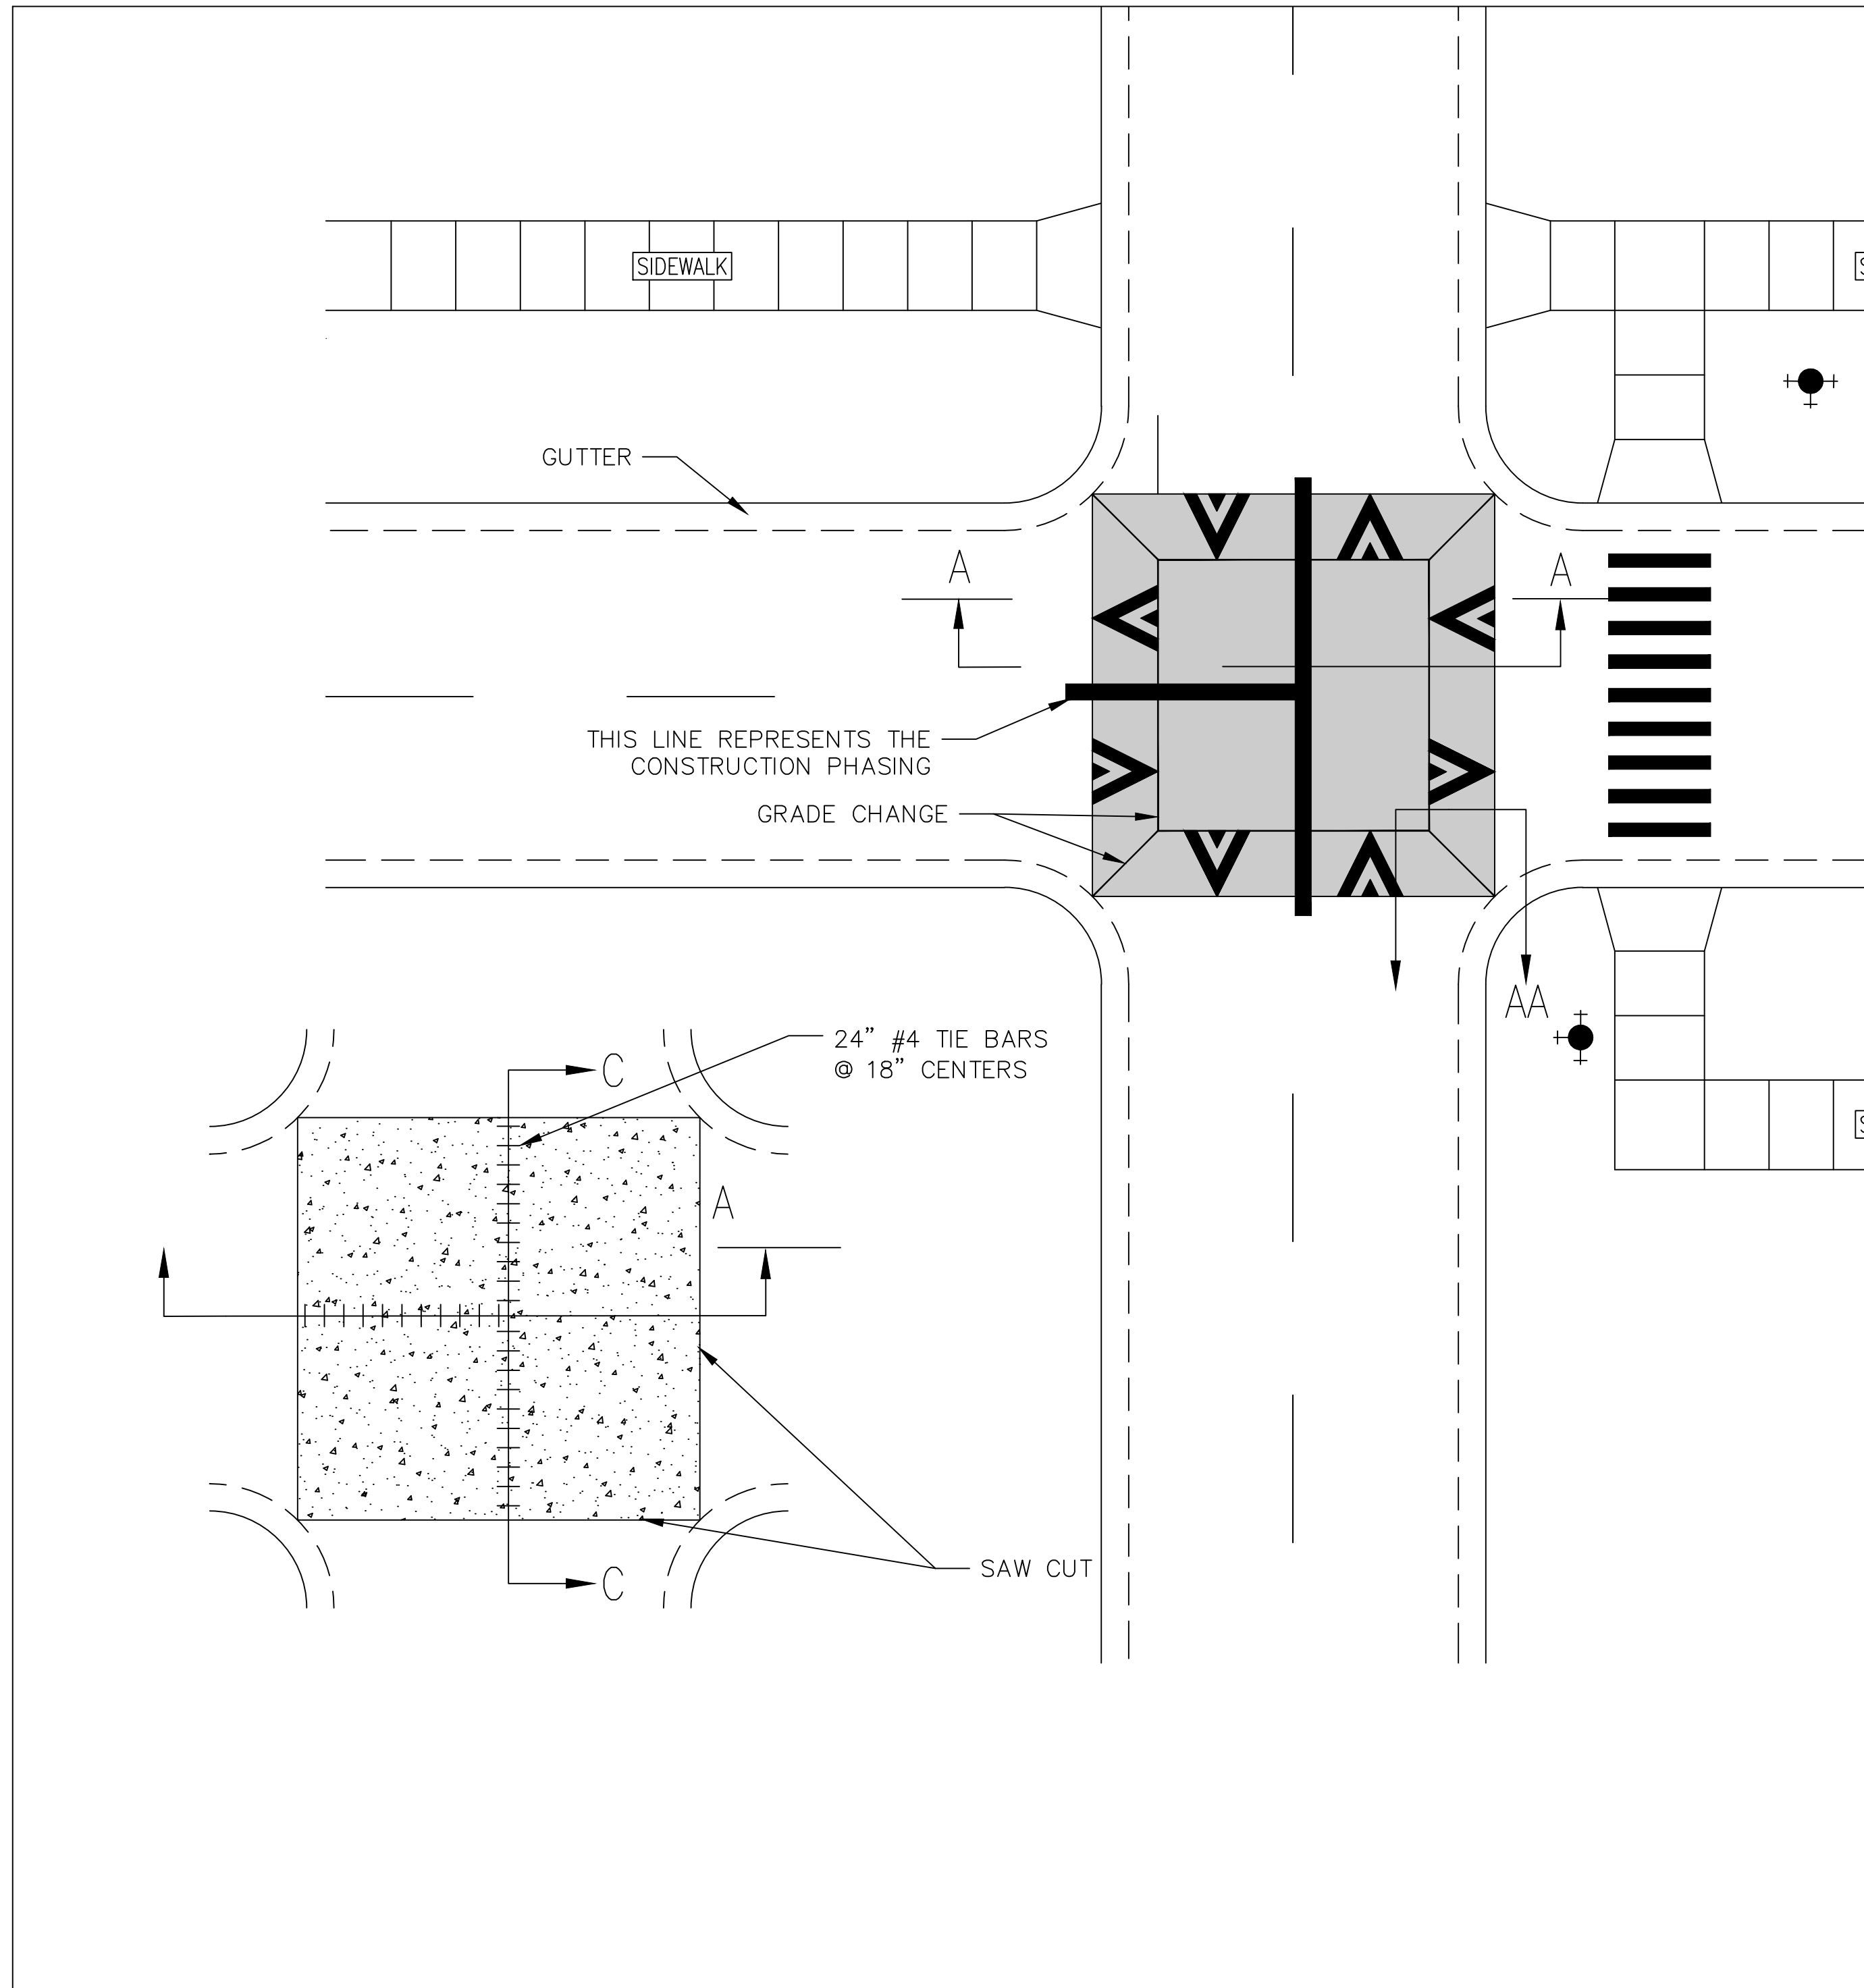 SIDEWALK
S
GUTTER
A
A
THIS LINE REPRESENTS THE
CONSTRUCTION PHASING
GRADE CHANGE
AA
24” #4 TIE BARS
@ 18” CENTERS
C
S
A
SAW CUT
C